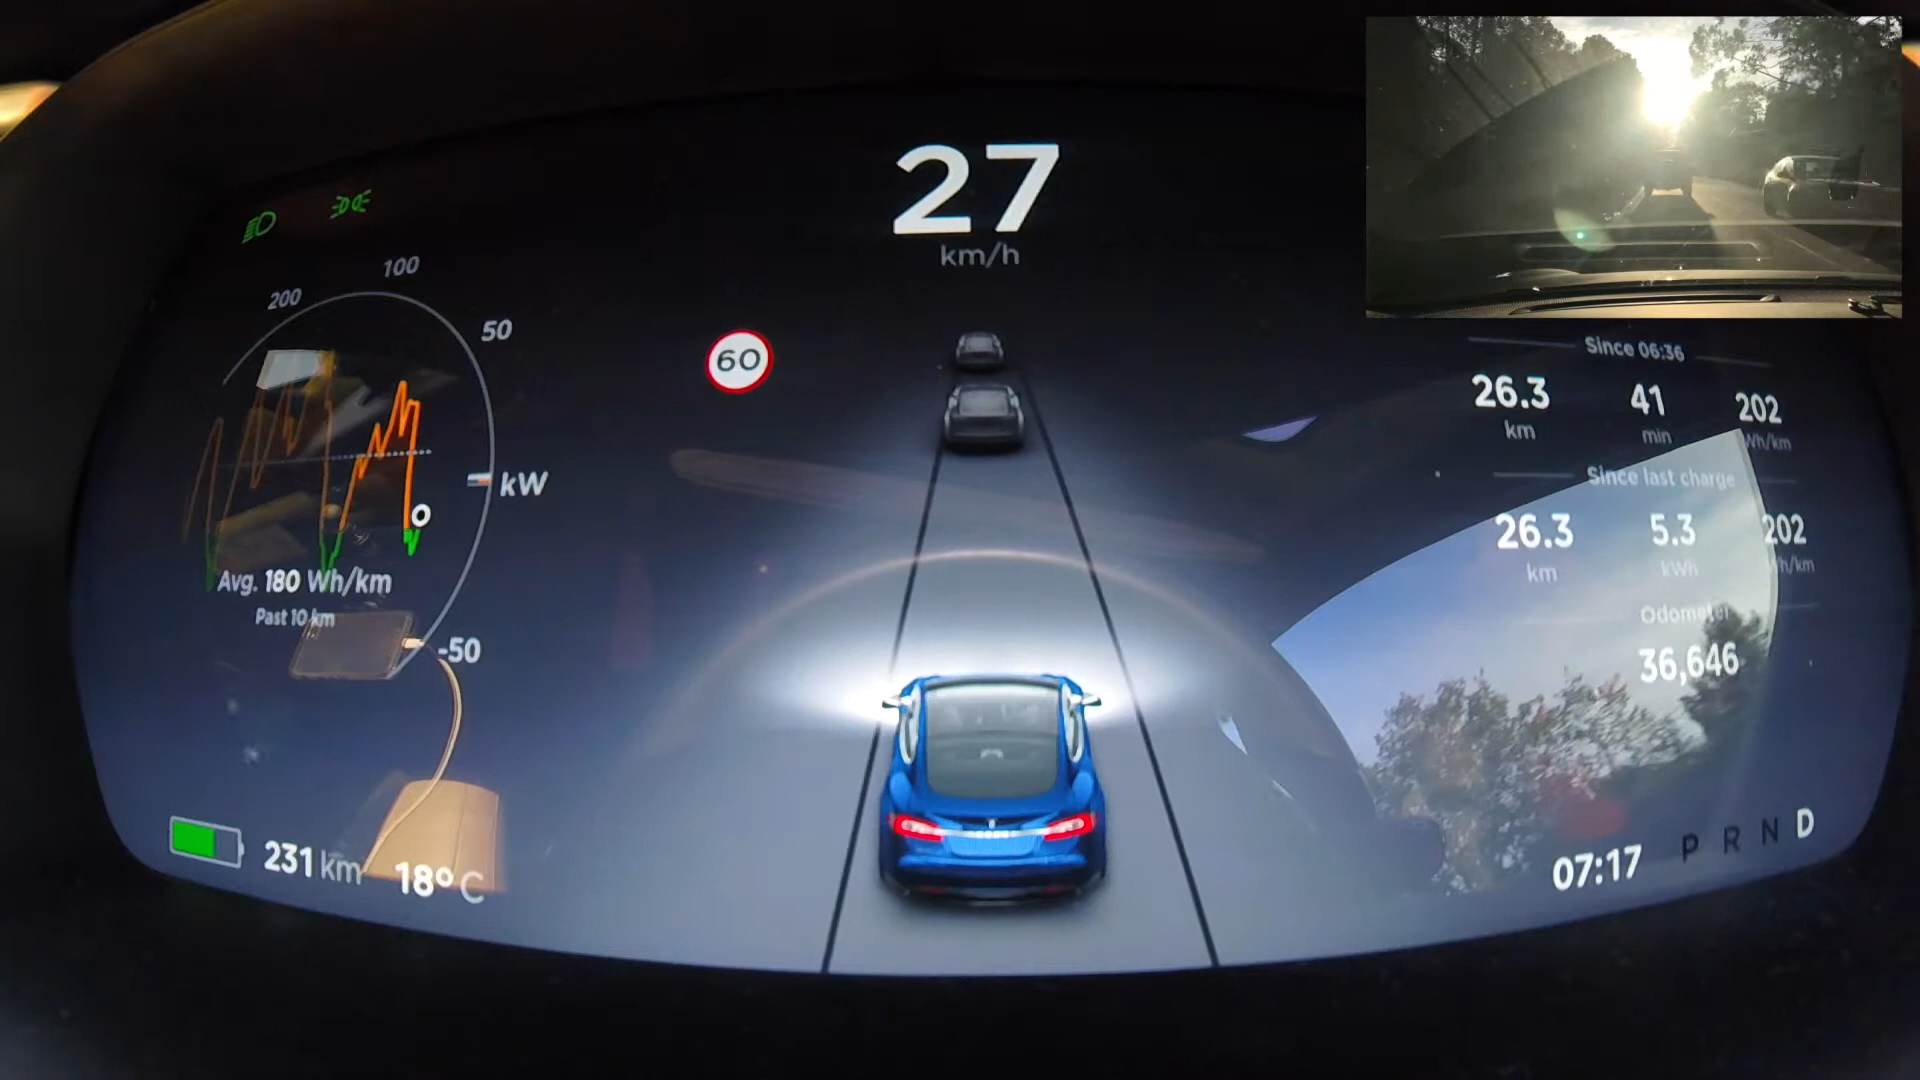 27
km/h
100
200
50
60
kW
0
Avg. 180 Wh/km
Past 10 km
-50
231 km
18°C
Since 06:36
26.3 41 202
km min Wh/km
Since last charge
26.3 5.3 202
km kWh Wh/km
Odometer
36,646
07:17
P R N D